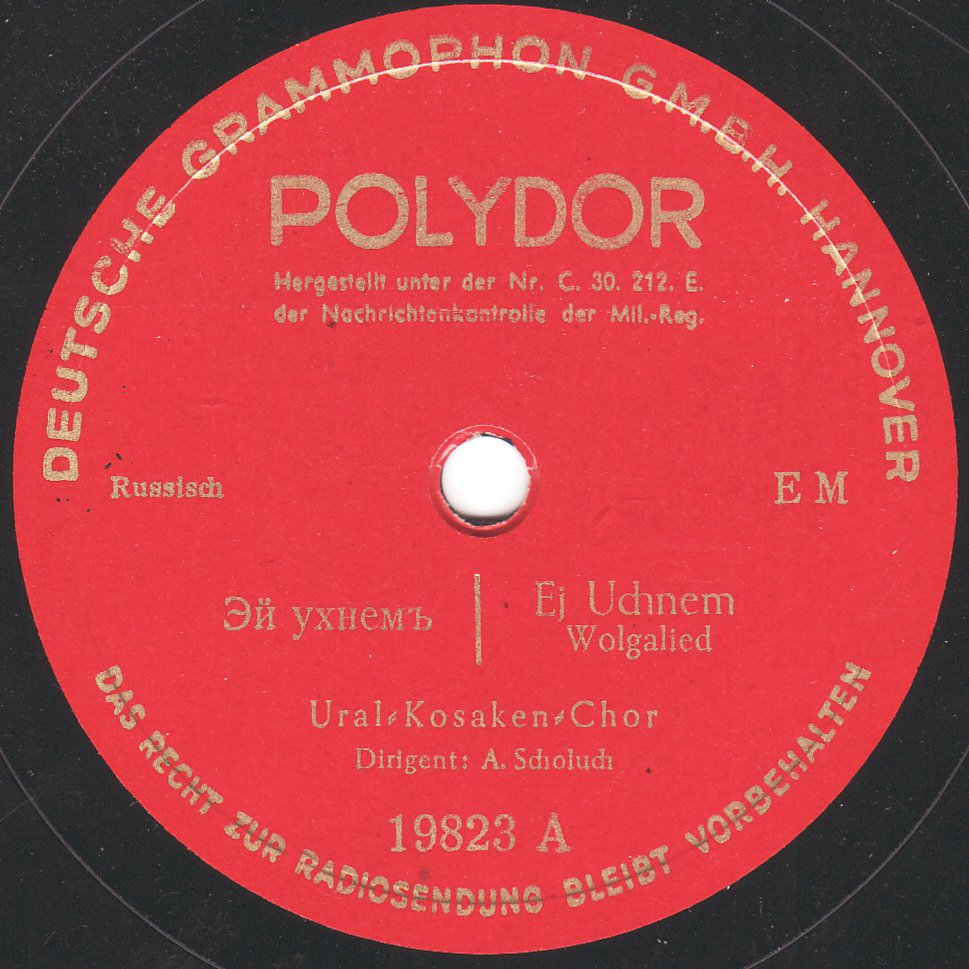 DEUTSCHE GRAMMOPHON G.M.B.H. HANNOVER
POLYDOR
Hergestellt unter der Nr. C. 30. 212. E.
der Nachrichtenkontrolle der Mil.-Reg.
Russisch
E M
Эй ухнемъ
Ej Uchnem
Wolgalied
Ural-Kosaken-Chor
Dirigent: A. Scholuch
19823 A
DAS RECHT ZUR RADIOSENDUNG BLEIBT VORBEHALTEN